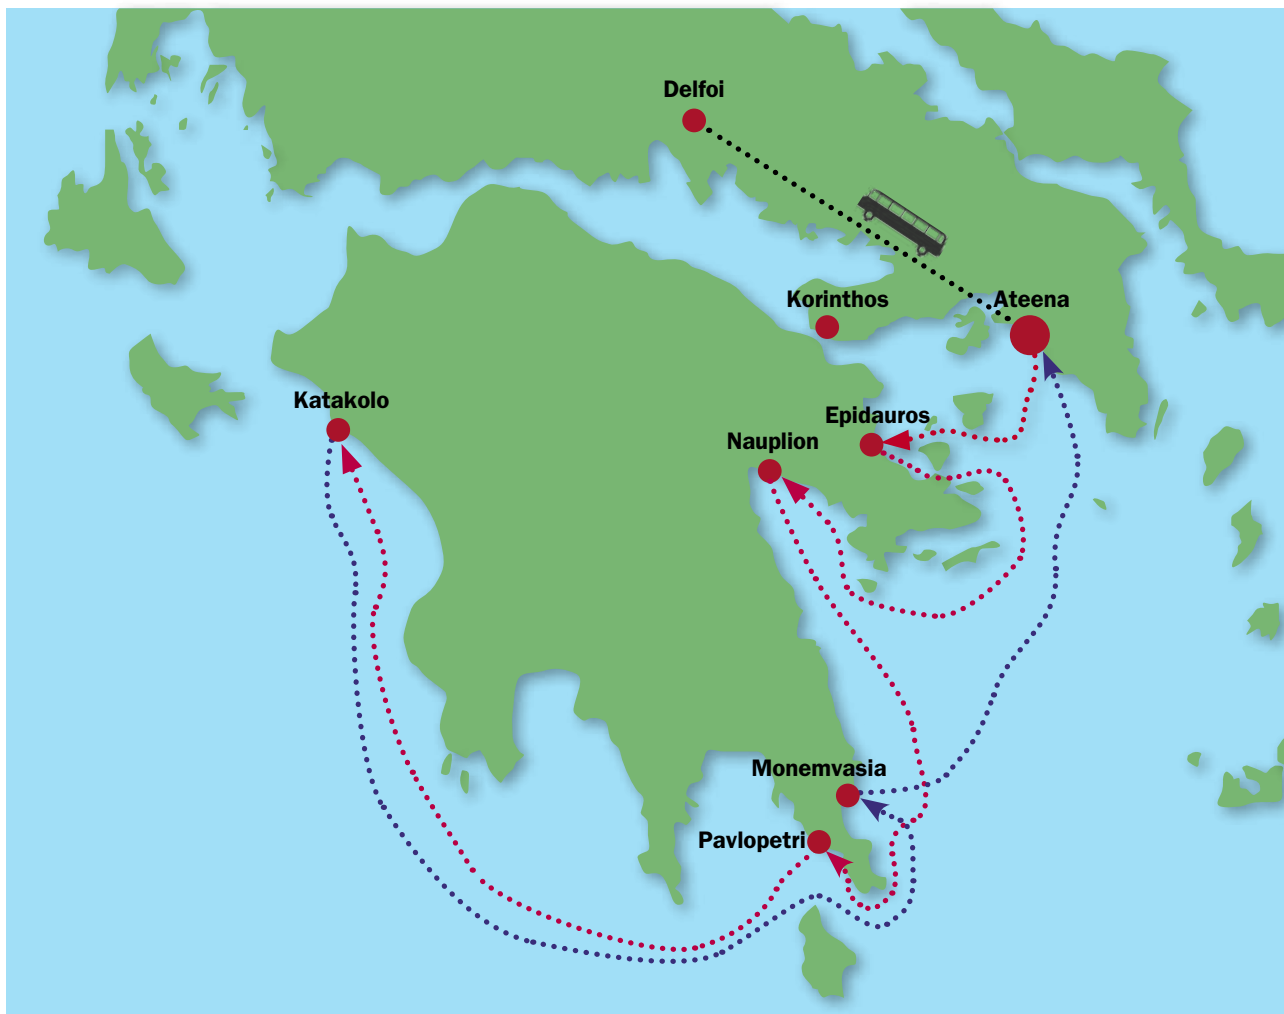 Delfoi
Korinthos
Ateena
Katakolo
Epidauros
Nauplion
Monemvasia
Pavlopetri